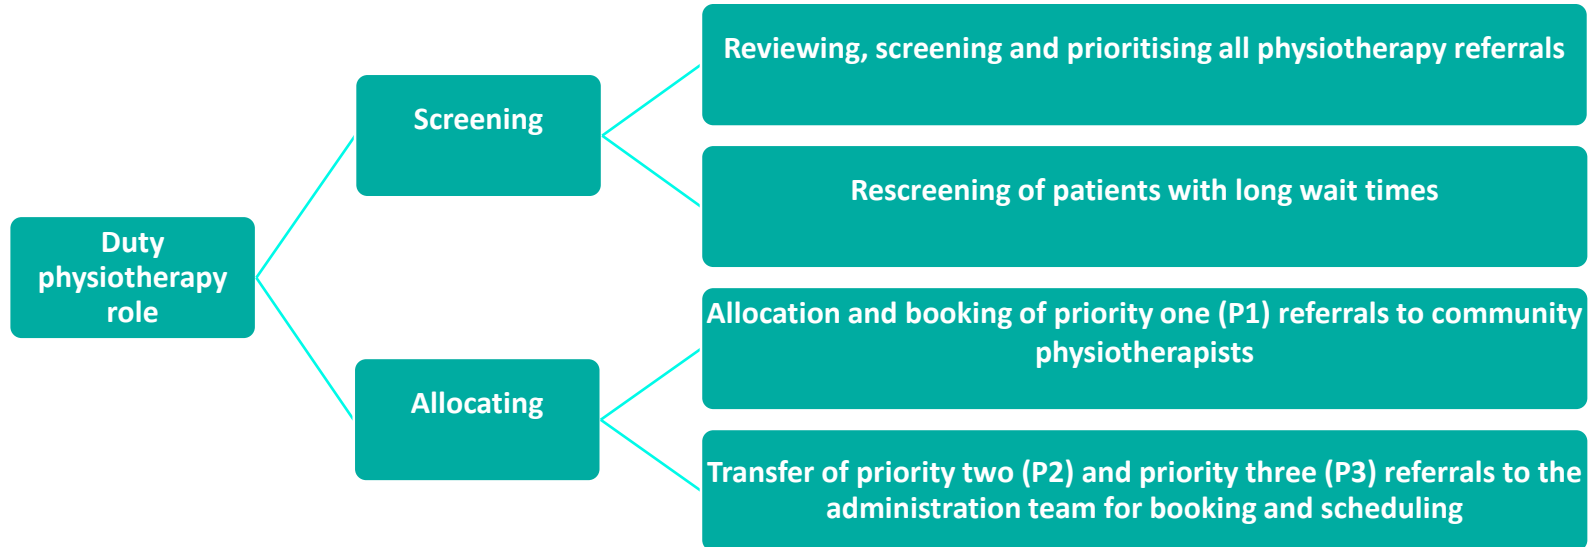 Duty
physiotherapy
role
Screening
Reviewing, screening and prioritising all physiotherapy referrals
Rescreening of patients with long wait times
Allocating
Allocation and booking of priority one (P1) referrals to community
physiotherapists
Transfer of priority two (P2) and priority three (P3) referrals to the
administration team for booking and scheduling